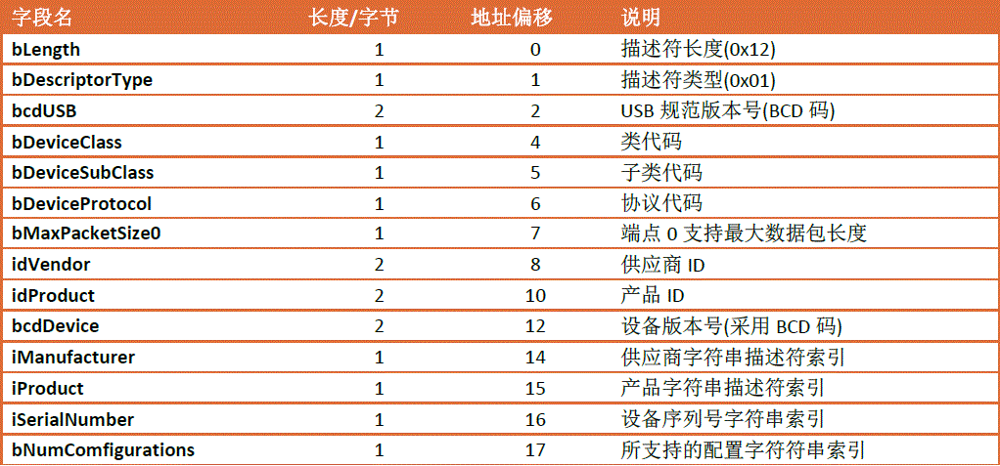 字段名 长度/字节 地址偏移 说明
bLength 1 0 描述符长度(0x12)
bDescriptorType 1 1 描述符类型(0x01)
bcdUSB 2 2 USB 规范版本号(BCD 码)
bDeviceClass 1 4 类代码
bDeviceSubClass 1 5 子类代码
bDeviceProtocol 1 6 协议代码
bMaxPacketSize0 1 7 端点 0 支持最大数据包长度
idVendor 2 8 供应商 ID
idProduct 2 10 产品 ID
bcdDevice 2 12 设备版本号(采用 BCD 码)
iManufacturer 1 14 供应商字符串描述符索引
iProduct 1 15 产品字符串描述符索引
iSerialNumber 1 16 设备序列号字符串索引
bNumComfigurations 1 17 所支持的配置字符符串索引